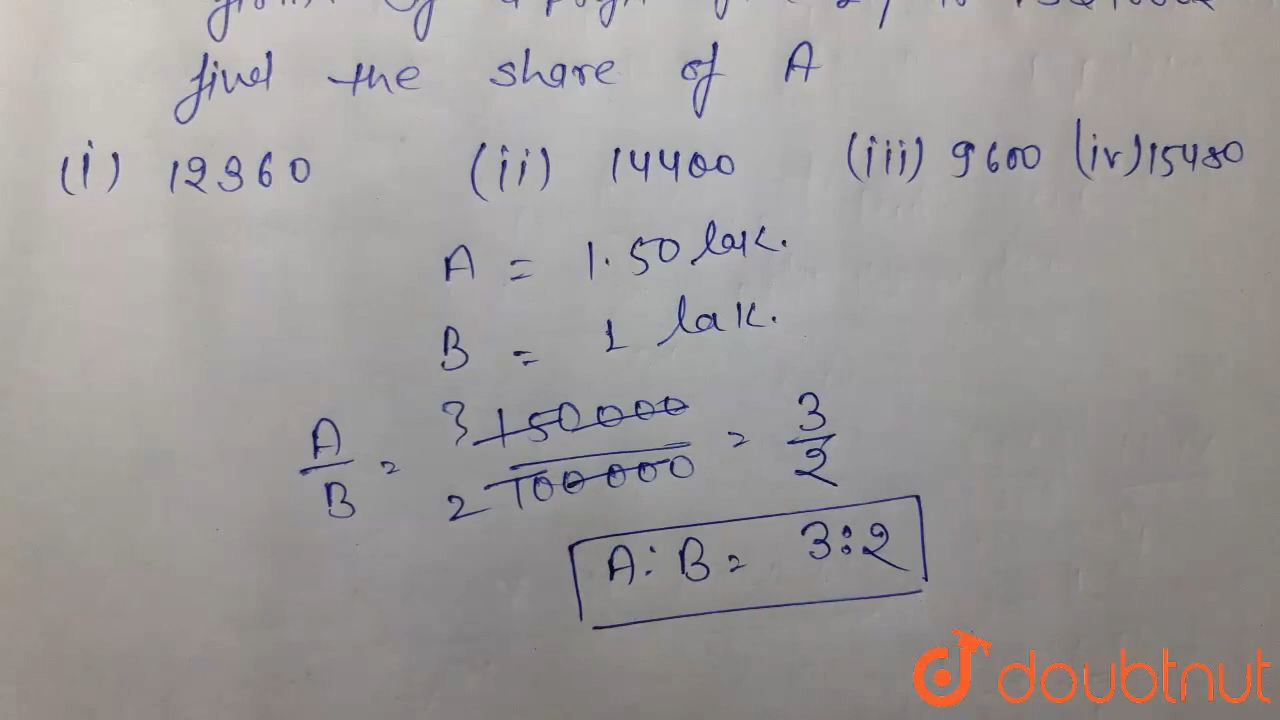 find the share of A
(i) 12360 (ii) 14400 (iii) 9600 (iv) 15480
A = 1.50 lak.
B = 1 lak.
A/B = 3 150000 / 2 100000 = 3/2
A:B = 3:2
doubtnut